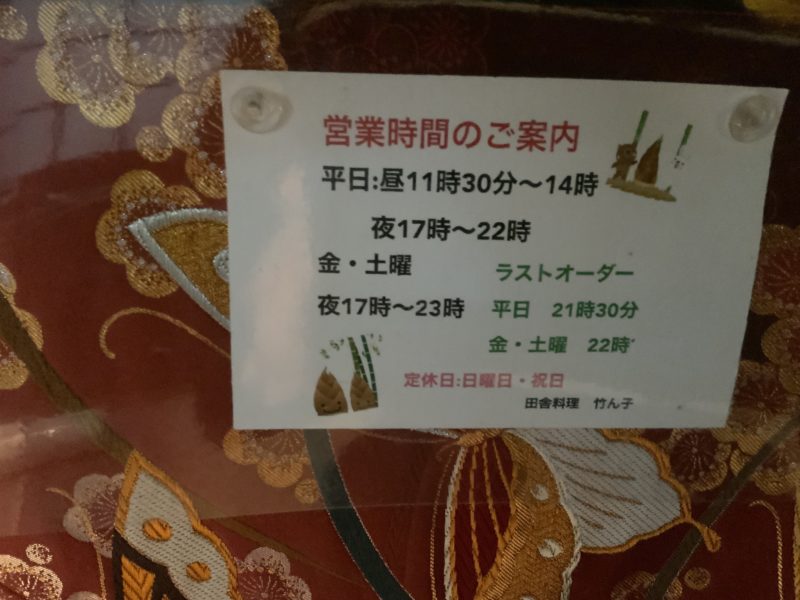 営業時間のご案内
平日:昼11時30分〜14時
夜17時〜22時
金・土曜
夜17時〜23時
ラストオーダー
平日 21時30分
金・土曜 22時
定休日:日曜日・祝日
田舎料理 竹ん子